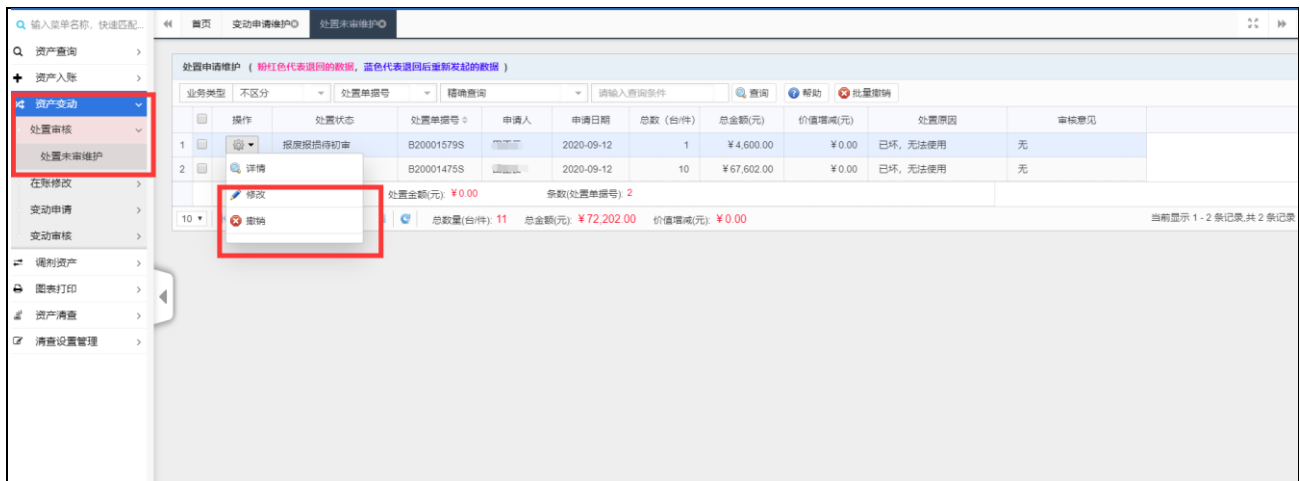 输入菜单名称，快速匹配...
首页 变动申请维护 处置未审维护
资产查询
资产入账
资产变动
处置审核
处置未审维护
在账修改
变动申请
变动审核
调剂资产
图表打印
资产清查
清查设置管理
处置申请维护 ( 粉红色代表退回的数据，蓝色代表退回后重新发起的数据 )
业务类型 不区分 处置单据号 精确查询 请输入查询条件 查询 帮助 批量撤销
操作 处置状态 处置单据号 申请人 申请日期 总数（台/件） 总金额(元) 价值增减(元) 处置原因 审核意见
1 报废报损待初审 B20001579S 2020-09-12 1 ￥4,600.00 ￥0.00 已坏，无法使用 无
2 B20001475S 2020-09-12 10 ￥67,602.00 ￥0.00 已坏，无法使用 无
详情
修改
撤销
处置金额(元): ￥0.00 条数(处置单据号): 2
10 总数量(台/件): 11 总金额(元): ￥72,202.00 价值增减(元): ￥0.00 当前显示 1 - 2 条记录,共 2 条记录